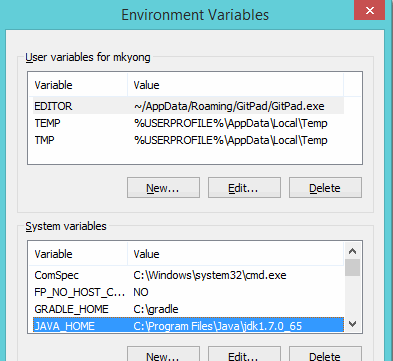 Environment Variables
User variables for mkyong
Variable Value
EDITOR ~/AppData/Roaming/GitPad/GitPad.exe
TEMP %USERPROFILE%\AppData\Local\Temp
TMP %USERPROFILE%\AppData\Local\Temp
New... Edit... Delete
System variables
Variable Value
ComSpec C:\Windows\system32\cmd.exe
FP_NO_HOST_C... NO
GRADLE_HOME C:\gradle
JAVA_HOME C:\Program Files\Java\jdk1.7.0_65
New... Edit... Delete